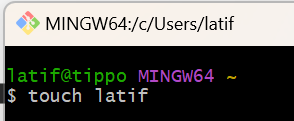 MINGW64:/c/Users/latif
latif@tippo MINGW64 ~
$ touch latif